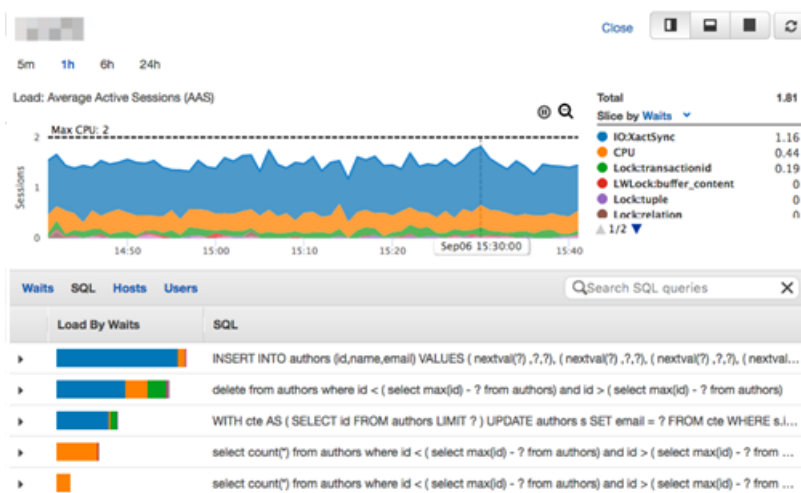 Close
5m 1h 6h 24h
Load: Average Active Sessions (AAS)
Max CPU: 2
2
1
0
Sessions
14:50 15:00 15:10 15:20 15:40
Sep06 15:30:00
Total 1.81
Slice by Waits
IO:XactSync 1.16
CPU 0.44
Lock:transactionid 0.19
LWLock:buffer_content 0
Lock:tuple 0
Lock:relation 0
1/2
Waits SQL Hosts Users
Search SQL queries
Load By Waits SQL
INSERT INTO authors (id,name,email) VALUES ( nextval(?) ,?,?), ( nextval(?) ,?,?), ( nextval(?) ,?,?), ( nextval...
delete from authors where id < ( select max(id) - ? from authors) and id > ( select max(id) - ? from authors)
WITH cte AS ( SELECT id FROM authors LIMIT ? ) UPDATE authors s SET email = ? FROM cte WHERE s.i...
select count(*) from authors where id < ( select max(id) - ? from authors) and id > ( select max(id) - ? from ...
select count(*) from authors where id < ( select max(id) - ? from authors) and id > ( select max(id) - ? from ...